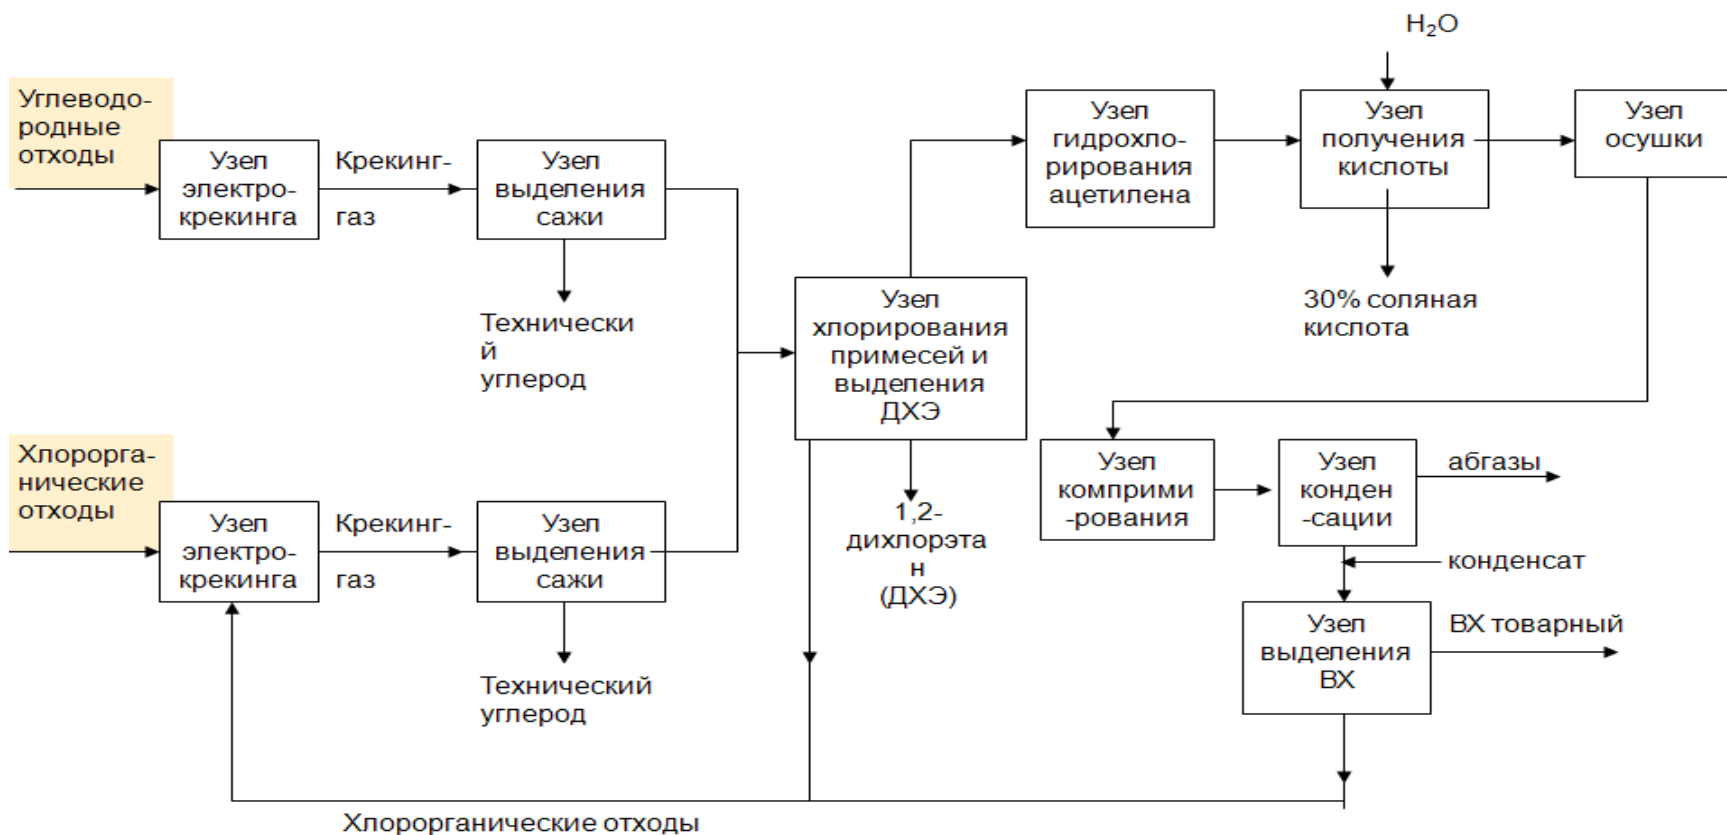 H₂O
Углеводо-
родные
отходы
Узел
электро-
крекинга
Крекинг-
газ
Узел
выделения
сажи
Технически
й
углерод
Узел
гидрохло-
рирования
ацетилена
Узел
получения
кислоты
Узел
осушки
30% соляная
кислота
Узел
хлорирования
примесей и
выделения
ДХЭ
1,2-
дихлорэта
н
(ДХЭ)
Хлорорга-
нические
отходы
Узел
электро-
крекинга
Крекинг-
газ
Узел
выделения
сажи
Технический
углерод
Узел
комприми
-рования
Узел
конден
-сации
абгазы
конденсат
Узел
выделения
ВХ
ВХ товарный
Хлорорганические отходы